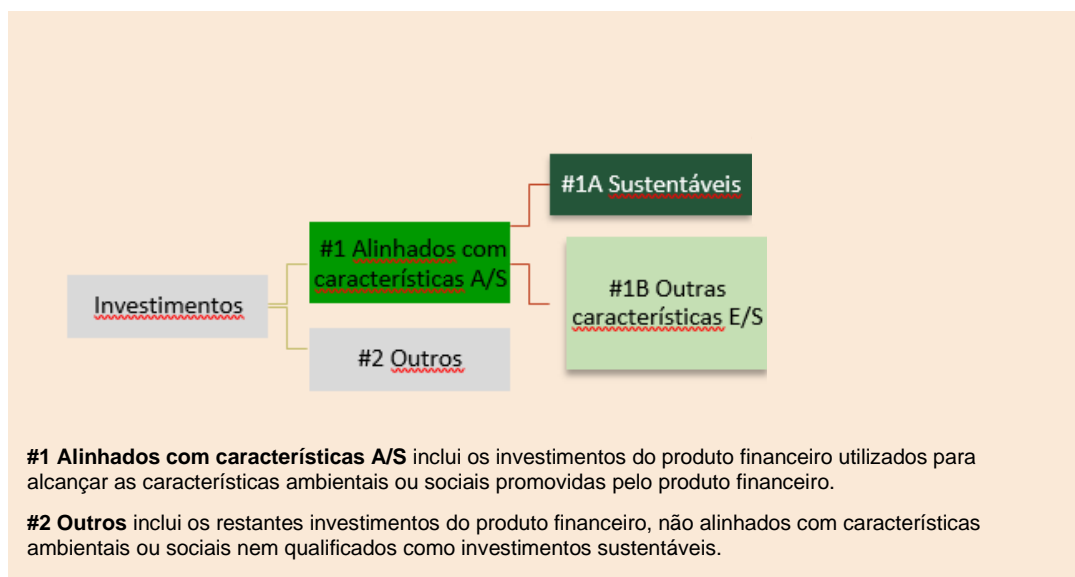 #1A Sustentáveis
#1 Alinhados com
características A/S
#1B Outras
características E/S
Investimentos
#2 Outros
#1 Alinhados com características A/S inclui os investimentos do produto financeiro utilizados para
alcançar as características ambientais ou sociais promovidas pelo produto financeiro.
#2 Outros inclui os restantes investimentos do produto financeiro, não alinhados com características
ambientais ou sociais nem qualificados como investimentos sustentáveis.